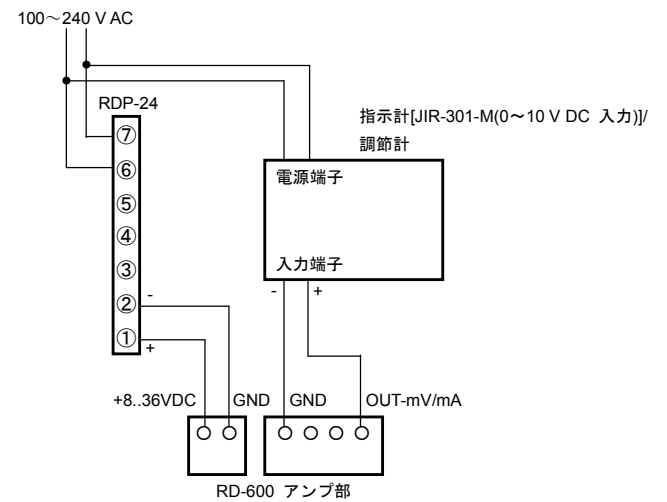 100～240 V AC
RDP-24
指示計[JIR-301-M(0～10 V DC 入力)]/
調節計
⑦
⑥
⑤
④
③
②
①
-
+
電源端子
入力端子
- +
+8..36VDC GND GND OUT-mV/mA
RD-600 アンプ部